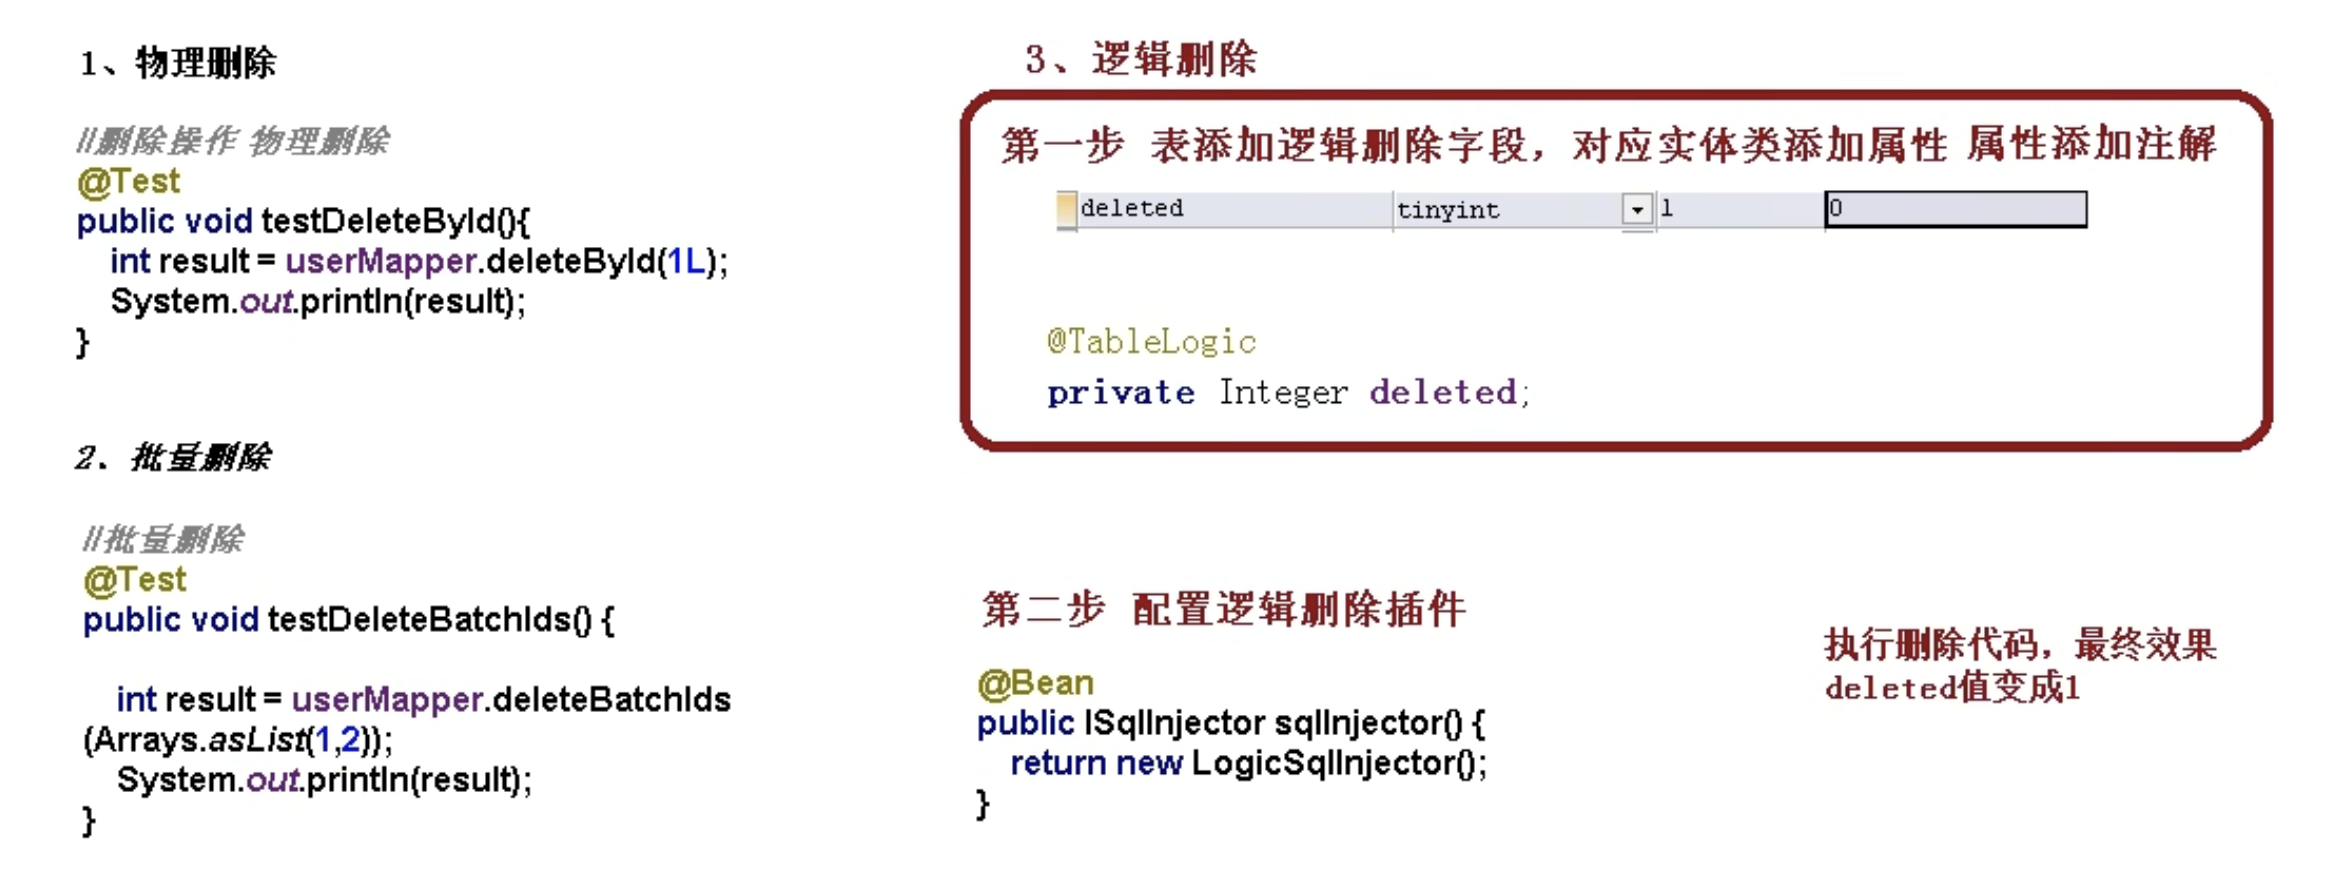 1、物理删除
//删除操作 物理删除
@Test
public void testDeleteById(){
int result = userMapper.deleteById(1L);
System.out.println(result);
}
2. 批量删除
//批量删除
@Test
public void testDeleteBatchIds() {
int result = userMapper.deleteBatchIds
(Arrays.asList(1,2));
System.out.println(result);
}
3、逻辑删除
第一步 表添加逻辑删除字段，对应实体类添加属性 属性添加注解
deleted tinyint 1 0
@TableLogic
private Integer deleted;
第二步 配置逻辑删除插件
@Bean
public ISqlInjector sqlInjector() {
return new LogicSqlInjector();
}
执行删除代码，最终效果
deleted值变成1